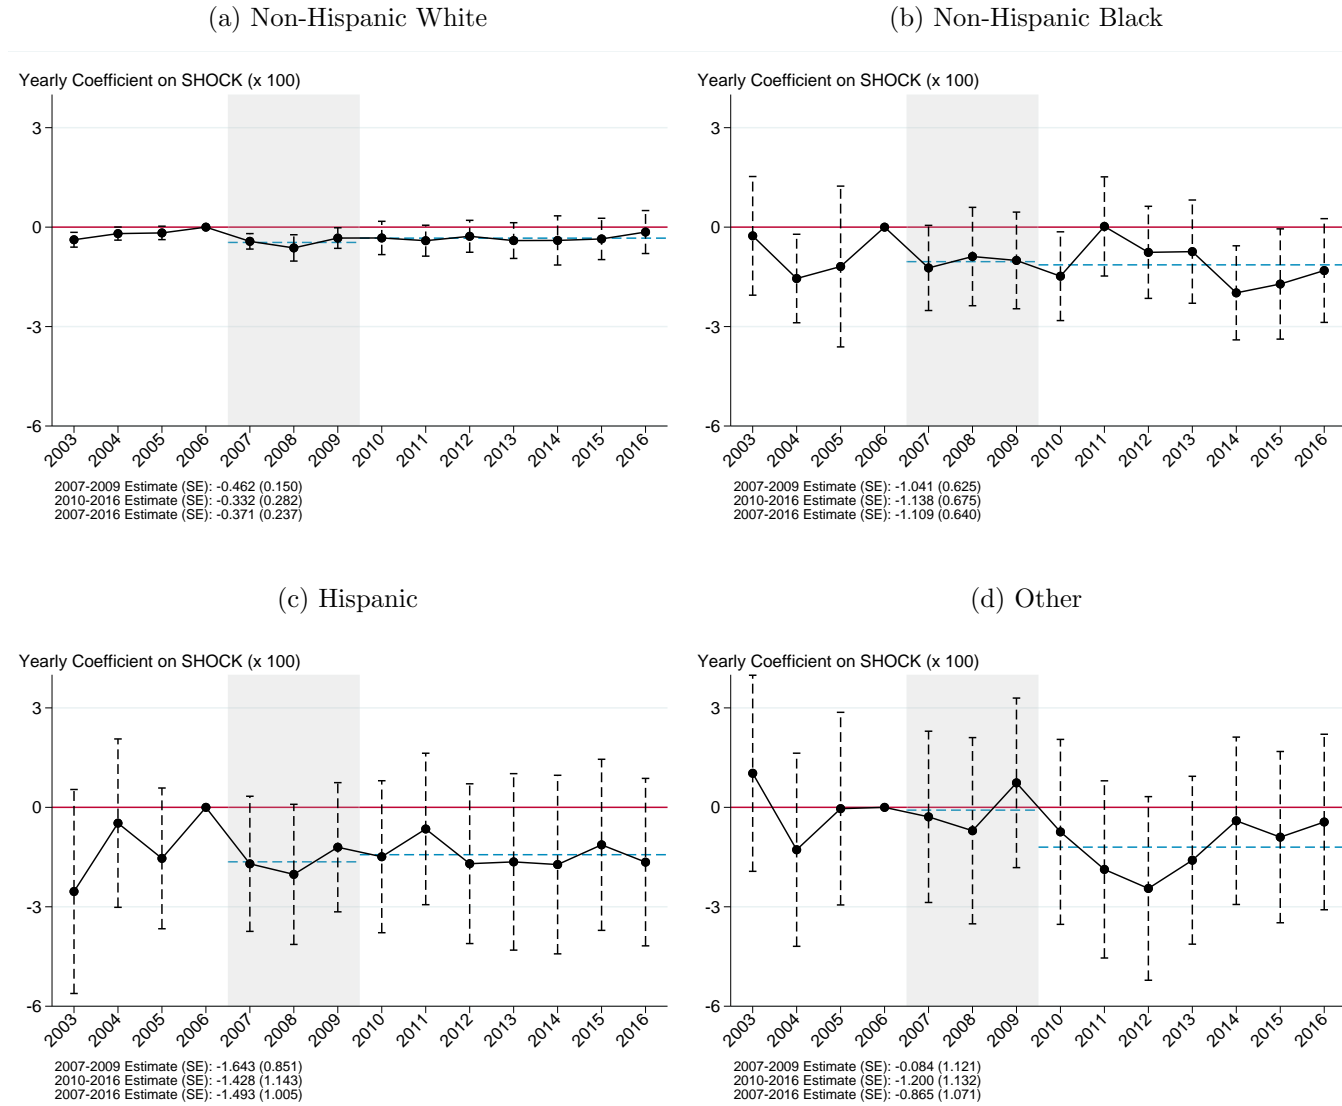 (a) Non-Hispanic White
Yearly Coefficient on SHOCK (x 100)
3
0
-3
-6
2003 2004 2005 2006 2007 2008 2009 2010 2011 2012 2013 2014 2015 2016
2007-2009 Estimate (SE): -0.462 (0.150)
2010-2016 Estimate (SE): -0.332 (0.282)
2007-2016 Estimate (SE): -0.371 (0.237)
(b) Non-Hispanic Black
Yearly Coefficient on SHOCK (x 100)
3
0
-3
-6
2003 2004 2005 2006 2007 2008 2009 2010 2011 2012 2013 2014 2015 2016
2007-2009 Estimate (SE): -1.041 (0.625)
2010-2016 Estimate (SE): -1.138 (0.675)
2007-2016 Estimate (SE): -1.109 (0.640)
(c) Hispanic
Yearly Coefficient on SHOCK (x 100)
3
0
-3
-6
2003 2004 2005 2006 2007 2008 2009 2010 2011 2012 2013 2014 2015 2016
2007-2009 Estimate (SE): -1.643 (0.851)
2010-2016 Estimate (SE): -1.428 (1.143)
2007-2016 Estimate (SE): -1.493 (1.005)
(d) Other
Yearly Coefficient on SHOCK (x 100)
3
0
-3
-6
2003 2004 2005 2006 2007 2008 2009 2010 2011 2012 2013 2014 2015 2016
2007-2009 Estimate (SE): -0.084 (1.121)
2010-2016 Estimate (SE): -1.200 (1.132)
2007-2016 Estimate (SE): -0.865 (1.071)